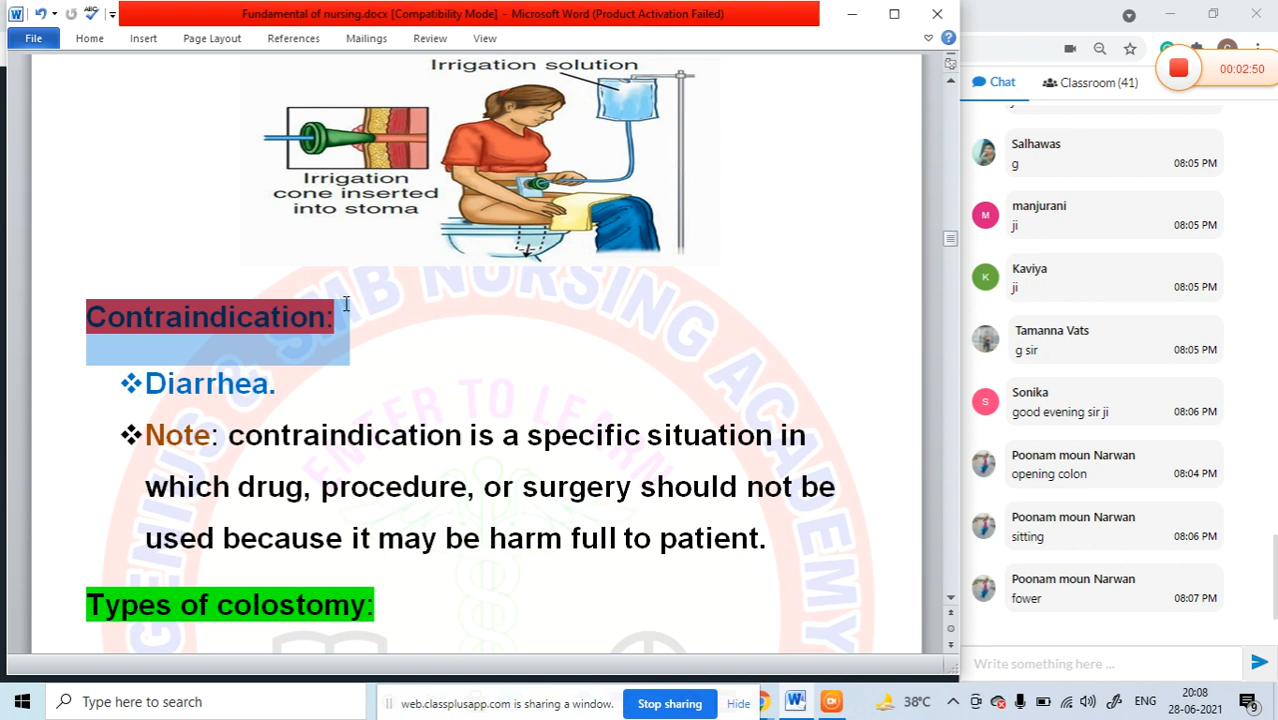 Fundamental of nursing.docx [Compatibility Mode] - Microsoft Word (Product Activation Failed)
File Home Insert Page Layout References Mailings Review View
Irrigation solution
Irrigation
cone inserted
into stoma
Contraindication:
❖Diarrhea.
❖Note: contraindication is a specific situation in
which drug, procedure, or surgery should not be
used because it may be harm full to patient.
Types of colostomy:
GENIUS & SUB NURSING ACADEMY
ENTER TO LEARN
00:02:50
Chat Classroom (41)
Salhawas
g 08:05 PM
manjurani
ji 08:05 PM
Kaviya
ji 08:05 PM
Tamanna Vats
g sir 08:05 PM
Sonika
good evening sir ji 08:06 PM
Poonam moun Narwan
opening colon 08:04 PM
Poonam moun Narwan
sitting 08:06 PM
Poonam moun Narwan
fower 08:07 PM
Write something here ...
Type here to search
web.classplusapp.com is sharing a window. Stop sharing Hide
38°C
20:08
28-06-2021